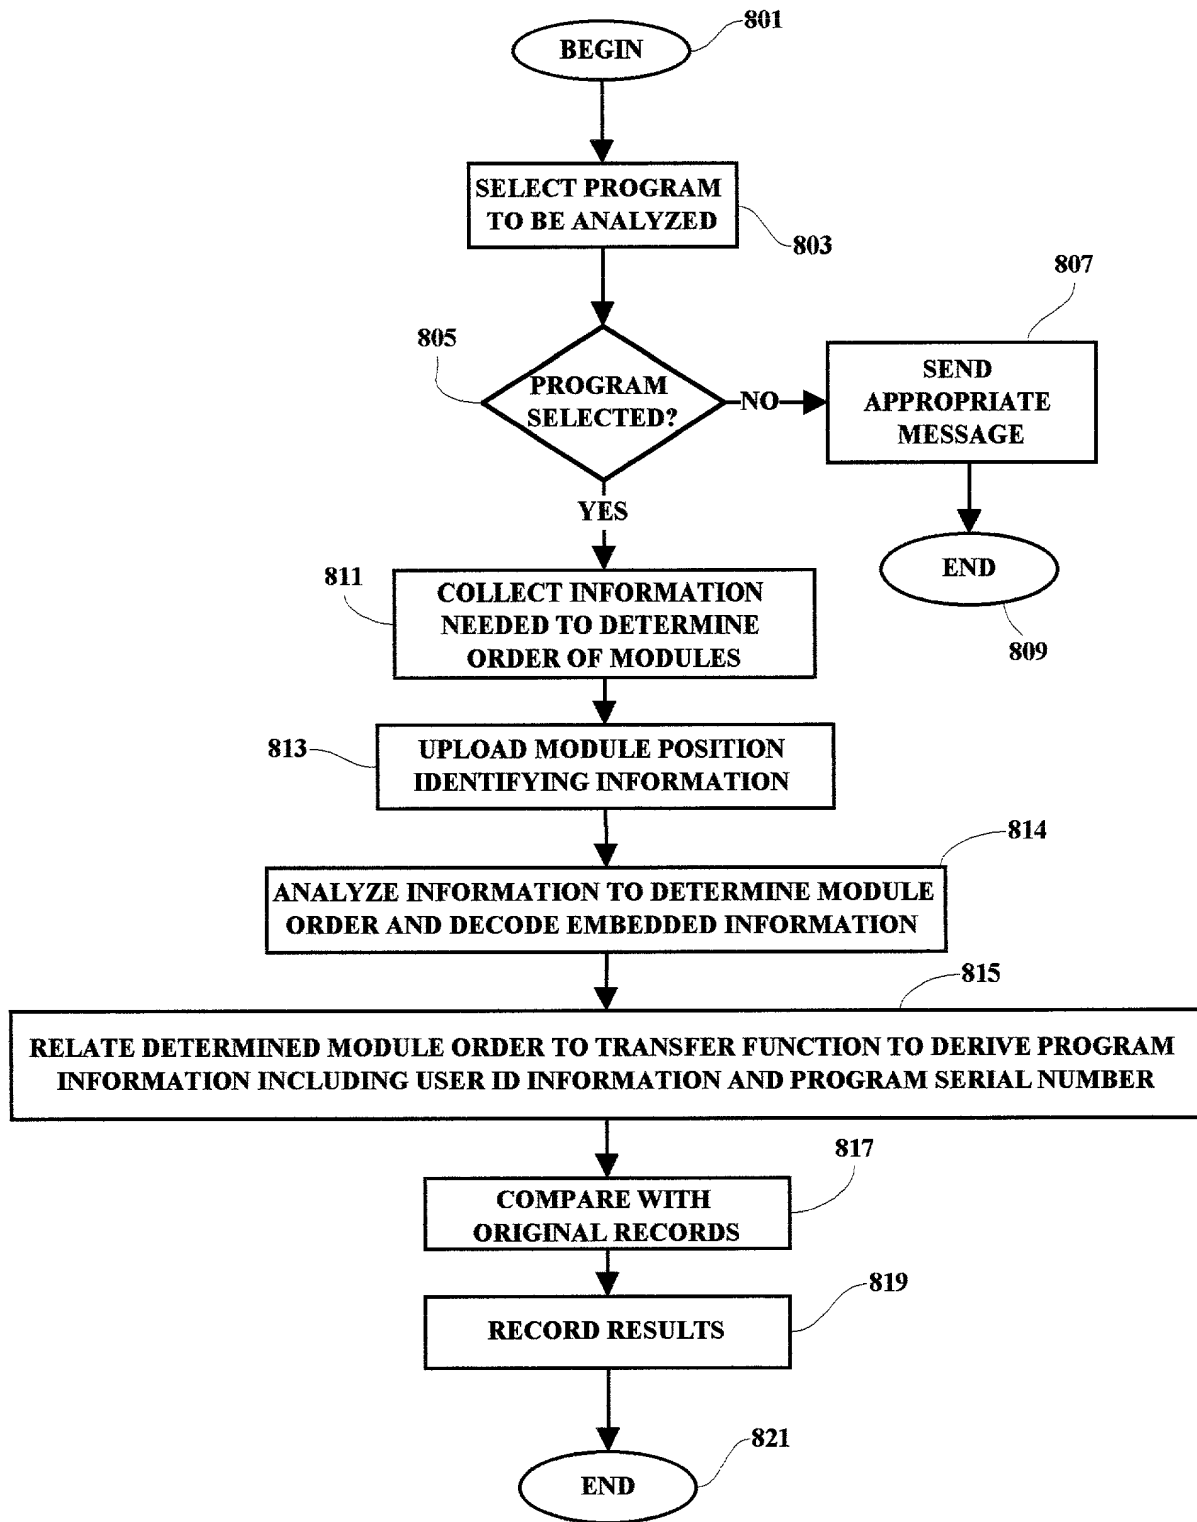 801
BEGIN
SELECT PROGRAM
TO BE ANALYZED
803
807
805
PROGRAM
SELECTED?
NO
SEND
APPROPRIATE
MESSAGE
YES
END
809
811
COLLECT INFORMATION
NEEDED TO DETERMINE
ORDER OF MODULES
813
UPLOAD MODULE POSITION
IDENTIFYING INFORMATION
814
ANALYZE INFORMATION TO DETERMINE MODULE
ORDER AND DECODE EMBEDDED INFORMATION
815
RELATE DETERMINED MODULE ORDER TO TRANSFER FUNCTION TO DERIVE PROGRAM
INFORMATION INCLUDING USER ID INFORMATION AND PROGRAM SERIAL NUMBER
817
COMPARE WITH
ORIGINAL RECORDS
819
RECORD RESULTS
821
END